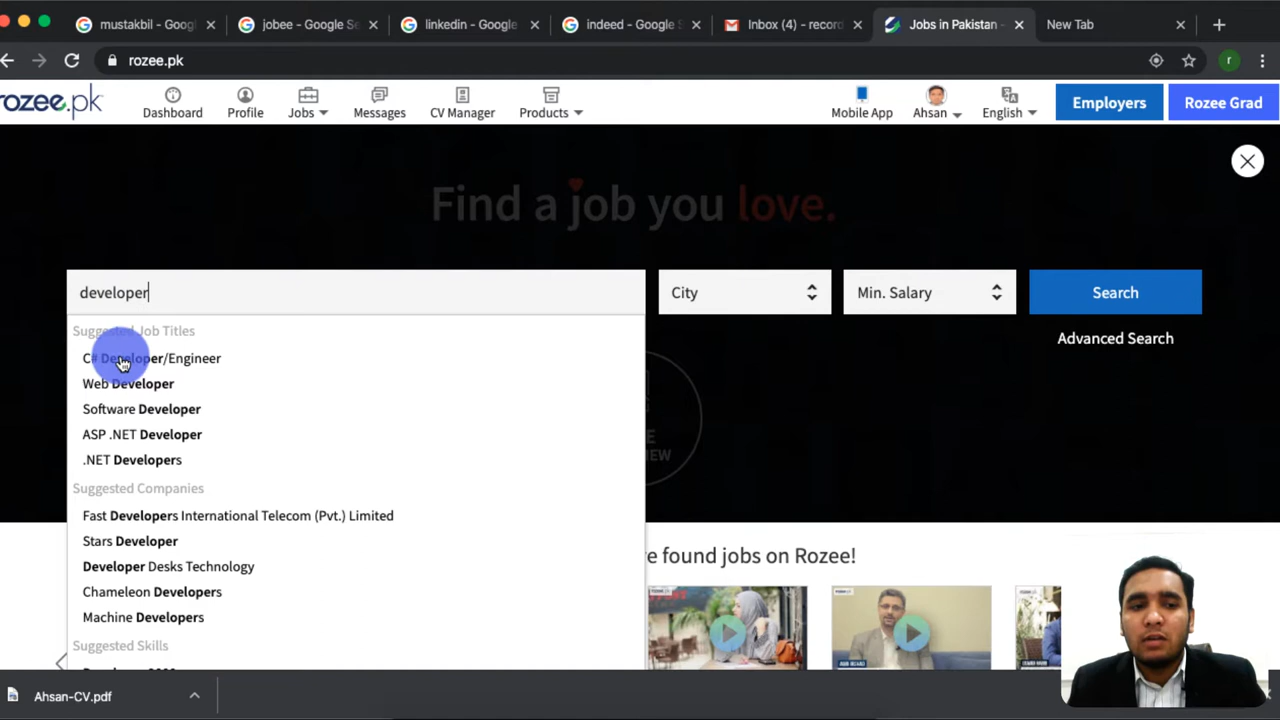 mustakbil - Goog
jobee - Google Se
linkedin - Google
indeed - Google S
Inbox (4) - recor
Jobs in Pakistan -
New Tab
rozee.pk
r
rozee.pk
Dashboard
Profile
Jobs
Messages
CV Manager
Products
Mobile App
Ahsan
English
Employers
Rozee Grad
Find a job you love.
developer
City
Min. Salary
Search
Advanced Search
Suggested Job Titles
C# Developer/Engineer
Web Developer
Software Developer
ASP .NET Developer
.NET Developers
Suggested Companies
Fast Developers International Telecom (Pvt.) Limited
Stars Developer
Developer Desks Technology
Chameleon Developers
Machine Developers
Suggested Skills
e found jobs on Rozee!
Ahsan-CV.pdf